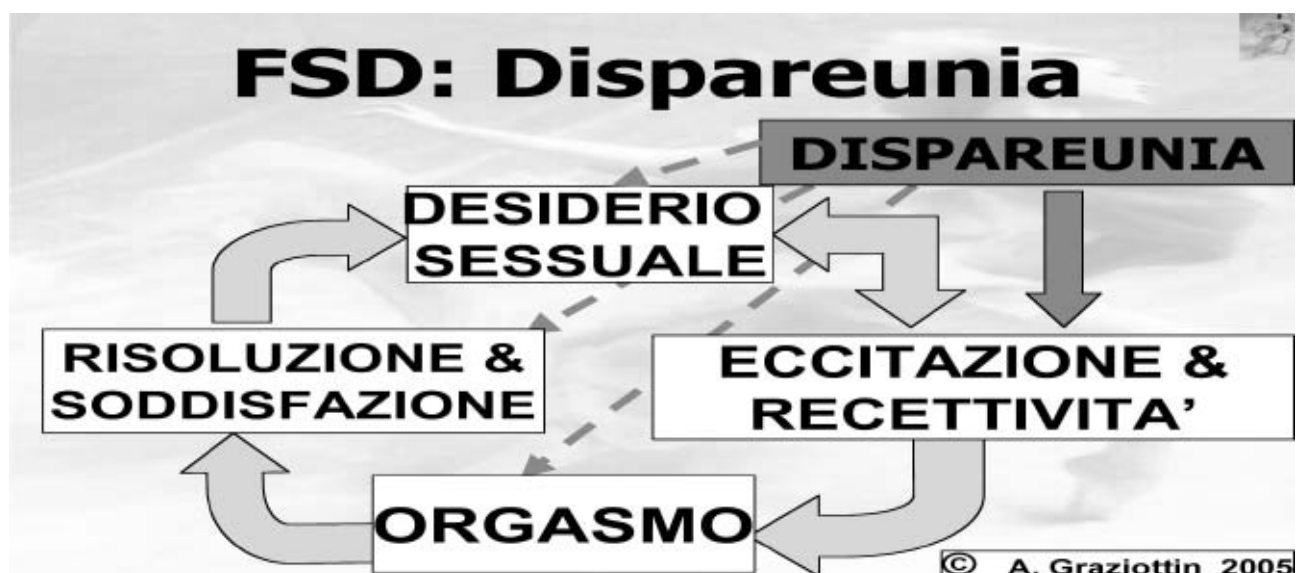 FSD: Dispareunia
DISPAREUNIA
DESIDERIO
SESSUALE
RISOLUZIONE &
SODDISFAZIONE
ECCITAZIONE &
RECETTIVITA’
ORGASMO
© A. Graziottin 2005